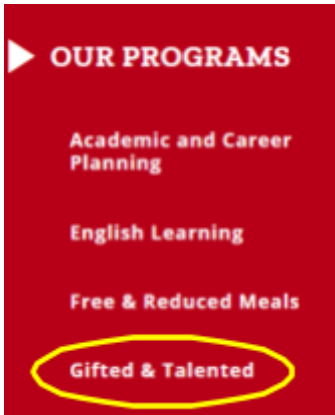 OUR PROGRAMS
Academic and Career
Planning
English Learning
Free & Reduced Meals
Gifted & Talented